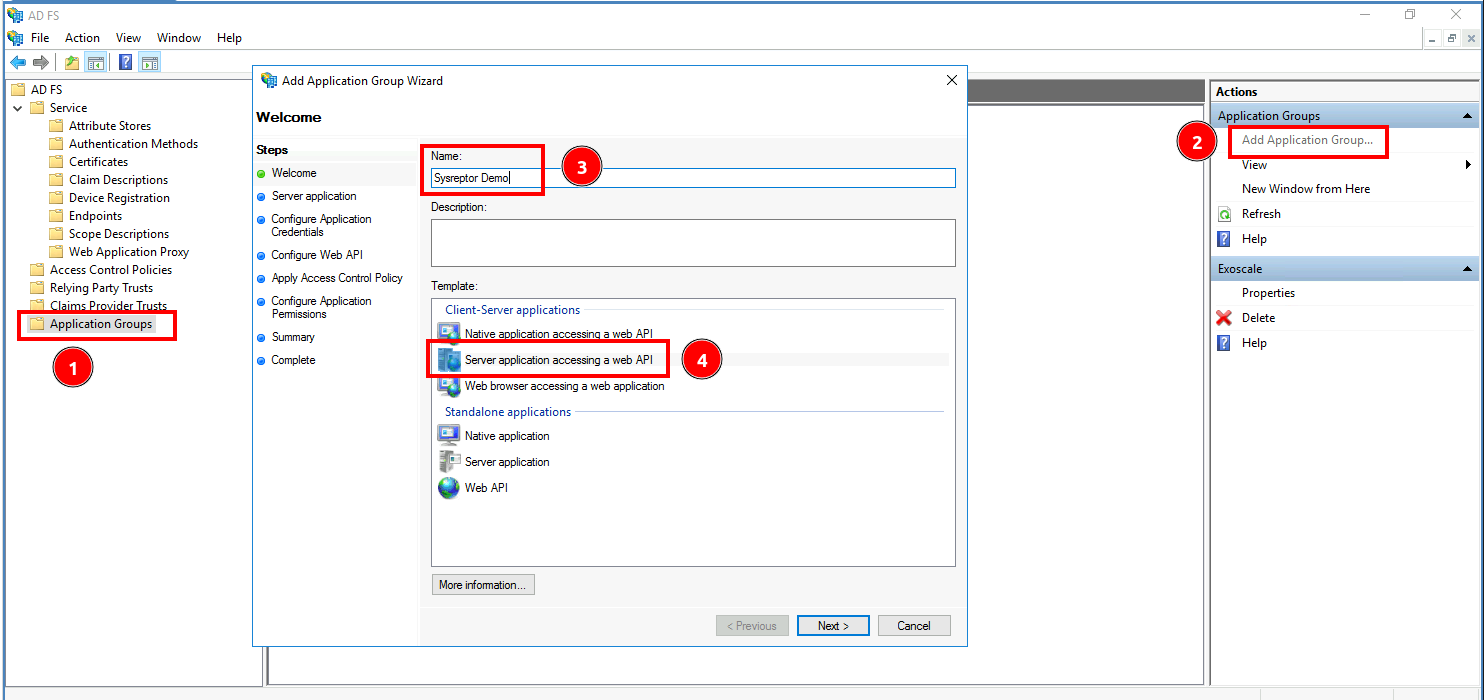 AD FS
File Action View Window Help
AD FS
Service
Attribute Stores
Authentication Methods
Certificates
Claim Descriptions
Device Registration
Endpoints
Scope Descriptions
Web Application Proxy
Access Control Policies
Relying Party Trusts
Claims Provider Trusts
Application Groups
1
Add Application Group Wizard
Welcome
Steps
Welcome
Server application
Configure Application
Credentials
Configure Web API
Apply Access Control Policy
Configure Application
Permissions
Summary
Complete
Name:
Sysreptor Demo
3
Description:
Template:
Client-Server applications
Native application accessing a web API
Server application accessing a web API
4
Web browser accessing a web application
Standalone applications
Native application
Server application
Web API
More information...
< Previous
Next >
Cancel
Actions
Application Groups
2
Add Application Group...
View
New Window from Here
Refresh
Help
Exoscale
Properties
Delete
Help